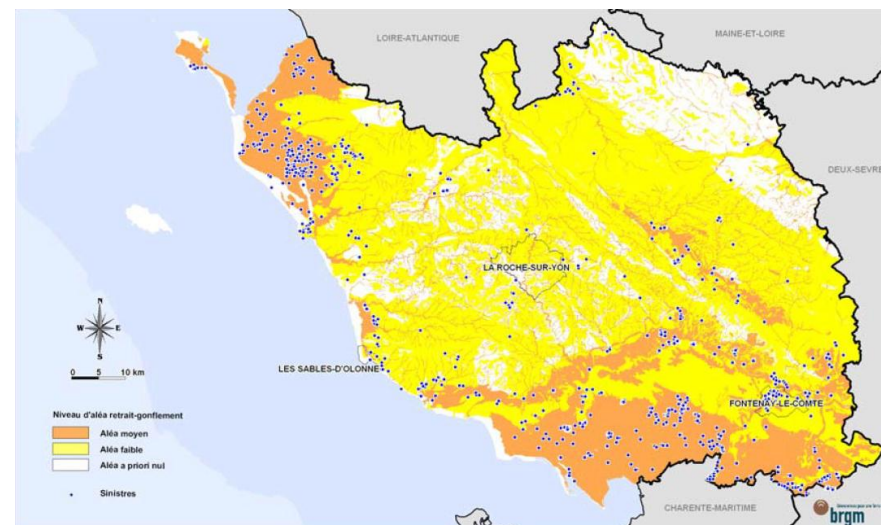 LOIRE-ATLANTIQUE
MAINE-ET-LOIRE
DEUX-SEVRE
LA ROCHE-SUR-YON
N
W
E
S
0 5 10 km
LES SABLES-D'OLONNE
FONTENAY-LE-COMTE
Niveau d'aléa retrait-gonflement
Aléa moyen
Aléa faible
Aléa a priori nul
Sinistres
CHARENTE-MARITIME
brgm